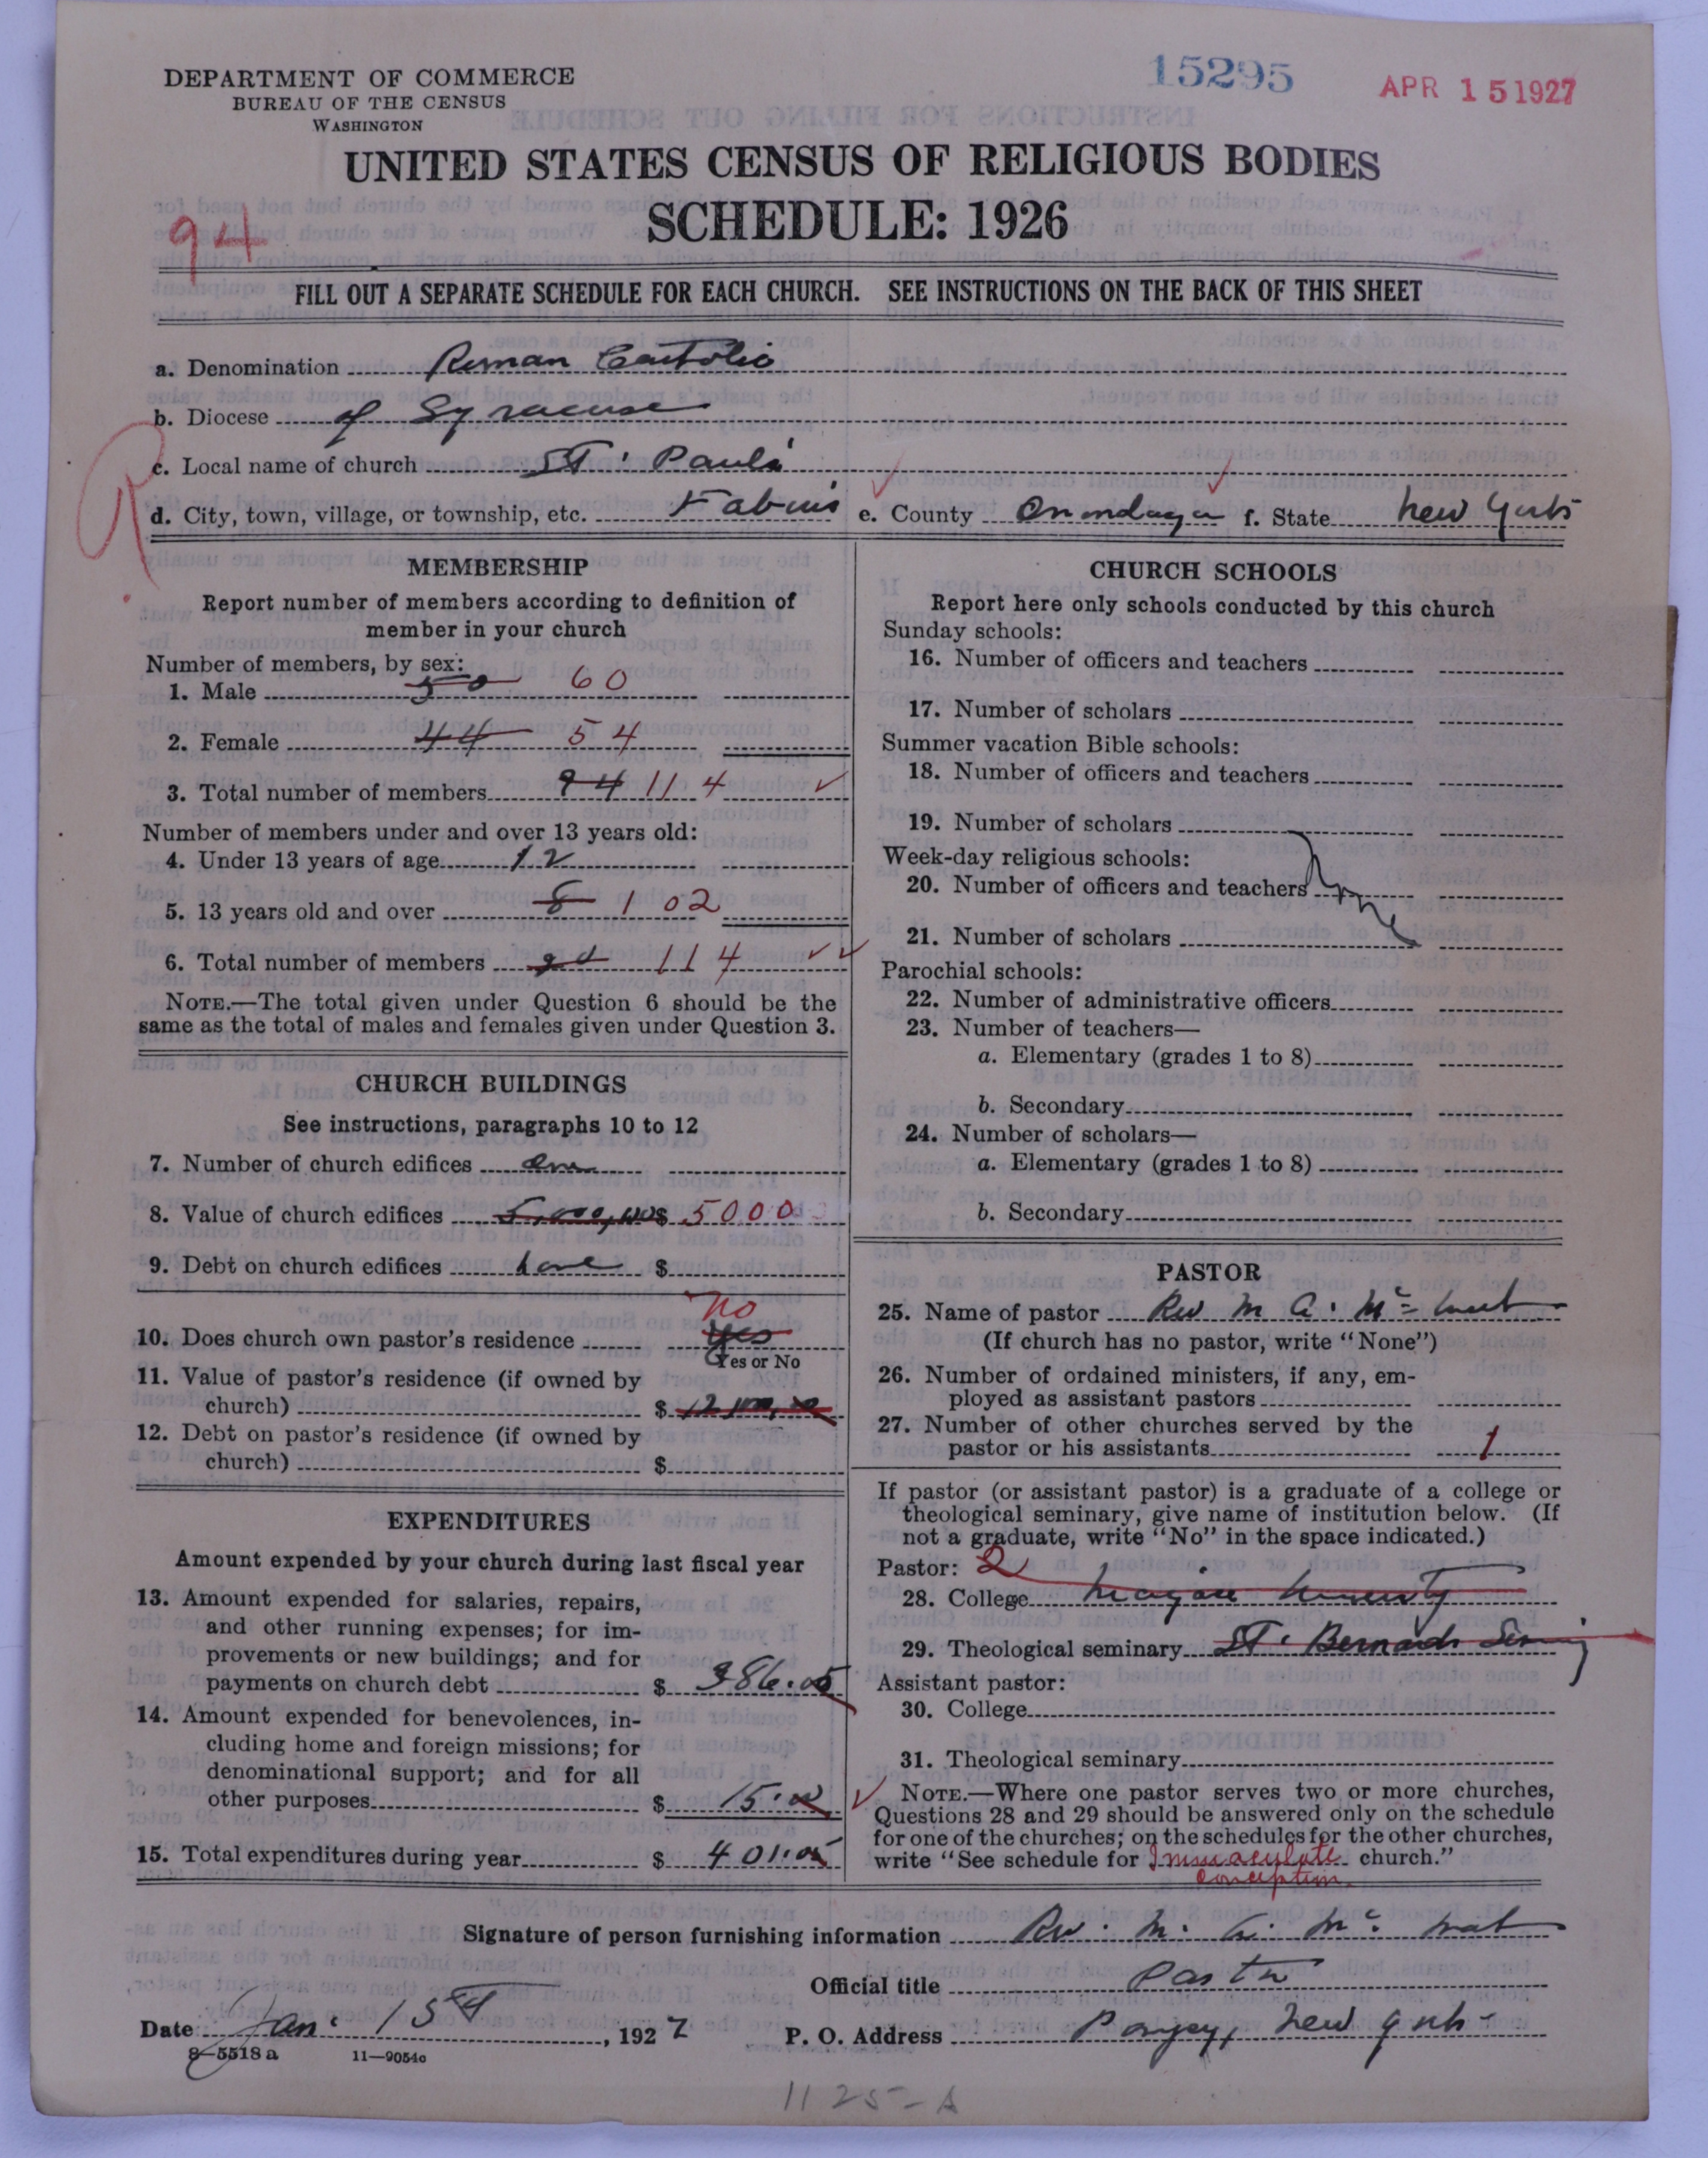 15295
APR 15 1927
DEPARTMENT OF COMMERCE
BUREAU OF THE CENSUS
WASHINGTON
UNITED STATES CENSUS OF RELIGIOUS BODIES
SCHEDULE: 1926
94
FILL OUT A SEPARATE SCHEDULE FOR EACH CHURCH. SEE INSTRUCTIONS ON THE BACK OF THIS SHEET
a. Denomination Roman Catholic
b. Diocese of Syracuse
c. Local name of church St. Paul's
d. City, town, village, or township, etc. Fabius e. County Onondaga f. State New York
MEMBERSHIP
Report number of members according to definition of
member in your church
Number of members, by sex:
1. Male 50 60
2. Female 44 54
3. Total number of members 94 114
Number of members under and over 13 years old:
4. Under 13 years of age 12
5. 13 years old and over 8 102
6. Total number of members 94 114
NOTE.—The total given under Question 6 should be the
same as the total of males and females given under Question 3.
CHURCH BUILDINGS
See instructions, paragraphs 10 to 12
7. Number of church edifices one
8. Value of church edifices 5,000,00 $ 5000
9. Debt on church edifices none $
No
10. Does church own pastor's residence Yes
Yes or No
11. Value of pastor's residence (if owned by
church) $
12. Debt on pastor's residence (if owned by
church) $
EXPENDITURES
Amount expended by your church during last fiscal year
13. Amount expended for salaries, repairs,
and other running expenses; for im-
provements or new buildings; and for
payments on church debt $ 386.05
14. Amount expended for benevolences, in-
cluding home and foreign missions; for
denominational support; and for all
other purposes $ 15.00
15. Total expenditures during year $ 401.05
CHURCH SCHOOLS
Report here only schools conducted by this church
Sunday schools:
16. Number of officers and teachers
17. Number of scholars
Summer vacation Bible schools:
18. Number of officers and teachers
19. Number of scholars
Week-day religious schools:
20. Number of officers and teachers
none
21. Number of scholars
Parochial schools:
22. Number of administrative officers
23. Number of teachers—
a. Elementary (grades 1 to 8)
b. Secondary
24. Number of scholars—
a. Elementary (grades 1 to 8)
b. Secondary
PASTOR
25. Name of pastor Rev M A. Mc
(If church has no pastor, write "None")
26. Number of ordained ministers, if any, em-
ployed as assistant pastors
27. Number of other churches served by the
pastor or his assistants 1
If pastor (or assistant pastor) is a graduate of a college or
theological seminary, give name of institution below. (If
not a graduate, write "No" in the space indicated.)
Pastor: 2
28. College University
29. Theological seminary St. Bernards Seminary
Assistant pastor:
30. College
31. Theological seminary
NOTE.—Where one pastor serves two or more churches,
Questions 28 and 29 should be answered only on the schedule
for one of the churches; on the schedules for the other churches,
write "See schedule for Immaculate church."
Conception
Signature of person furnishing information Rev. M. A. Mc
Official title Pastor
Date Jan. 15th, 1927 P. O. Address Pompey, New York
8-5518 a 11—9054c
1125-A